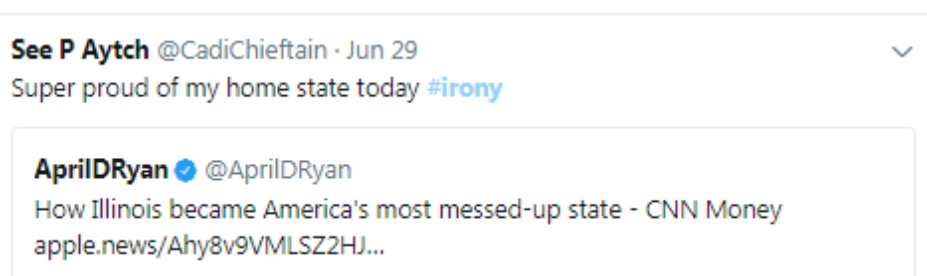 See P Aytch @CadiChieftain · Jun 29
Super proud of my home state today #irony
AprilDRyan @AprilDRyan
How Illinois became America's most messed-up state - CNN Money
apple.news/Ahy8v9VMLSZ2HJ...